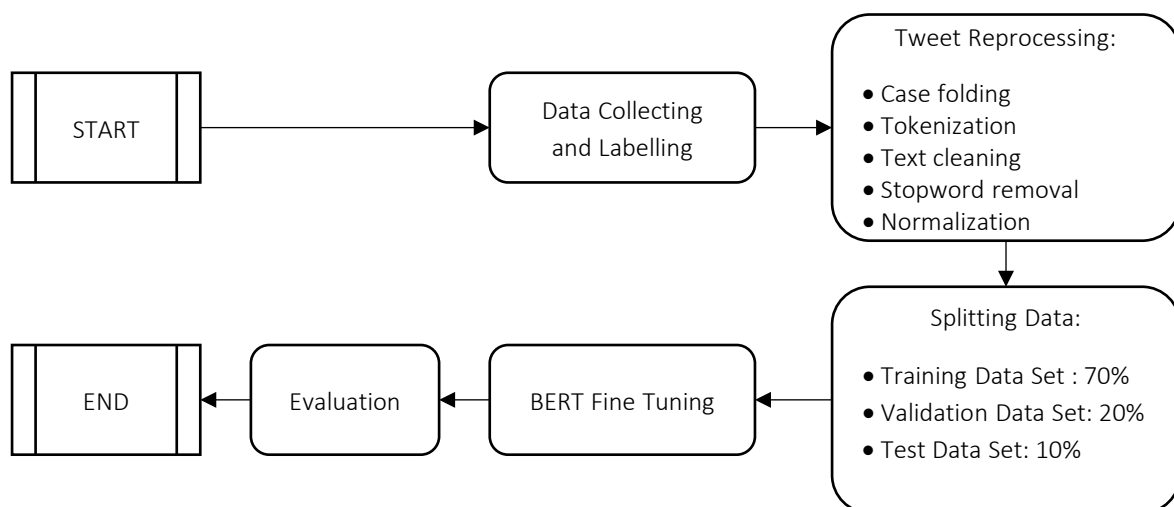 START
Data Collecting
and Labelling
Tweet Reprocessing:
• Case folding
• Tokenization
• Text cleaning
• Stopword removal
• Normalization
Splitting Data:
• Training Data Set : 70%
• Validation Data Set: 20%
• Test Data Set: 10%
BERT Fine Tuning
Evaluation
END